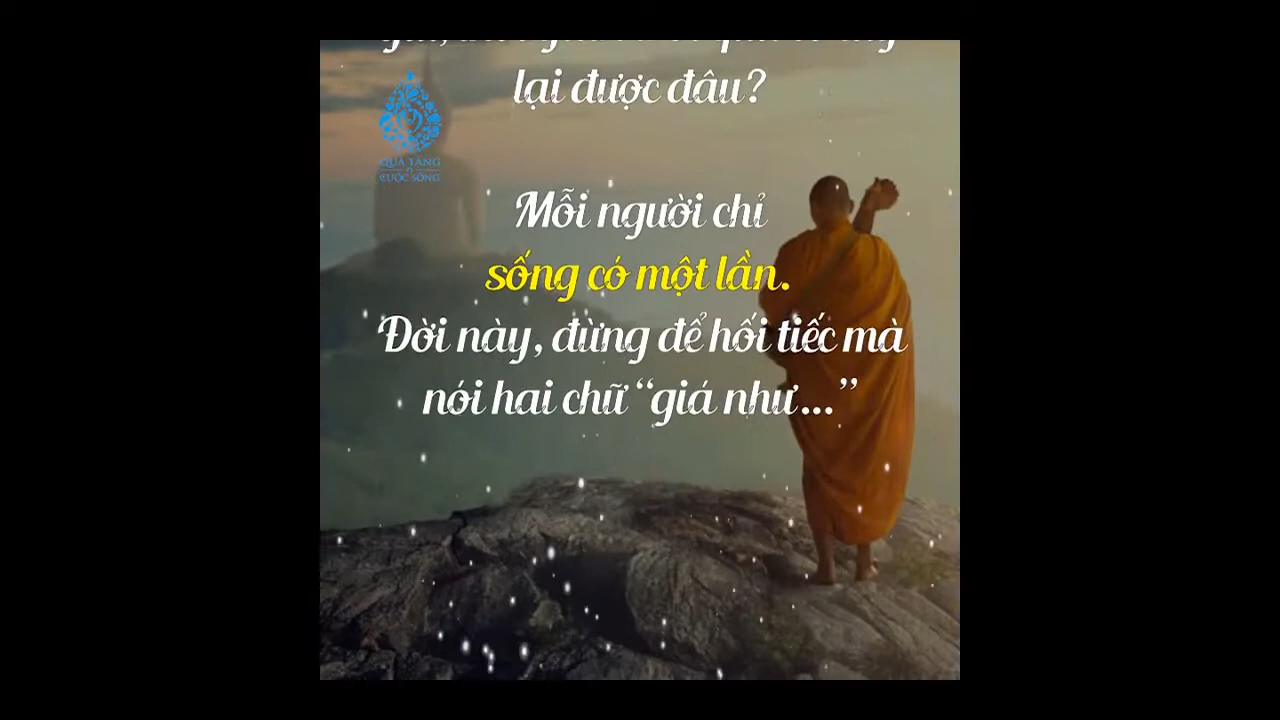 lại được đâu?
QUÀ TẶNG
CUỘC SỐNG
Mỗi người chỉ
sống có một lần.
Đời này, đừng để hối tiếc mà
nói hai chữ “giá như...”